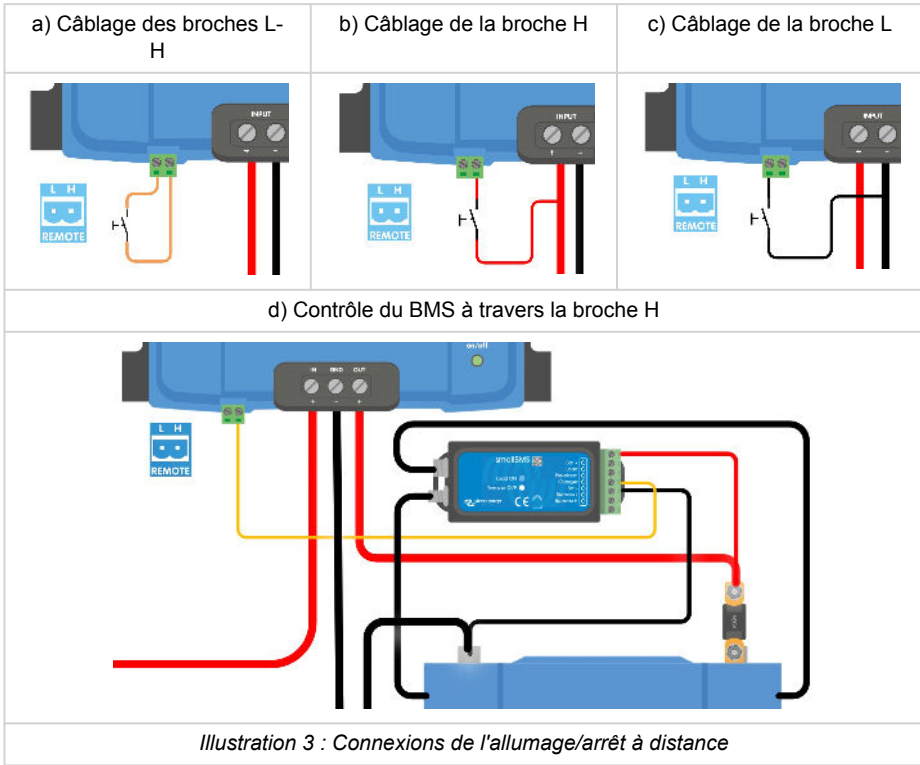 a) Câblage des broches L-
H
b) Câblage de la broche H
c) Câblage de la broche L
INPUT
+ -
L H
REMOTE
INPUT
L H
REMOTE
INPUT
+ -
L H
REMOTE
d) Contrôle du BMS à travers la broche H
on/off
IN GND OUT
+ - +
L H
REMOTE
smallBMS
Load ON
CE
Illustration 3 : Connexions de l'allumage/arrêt à distance